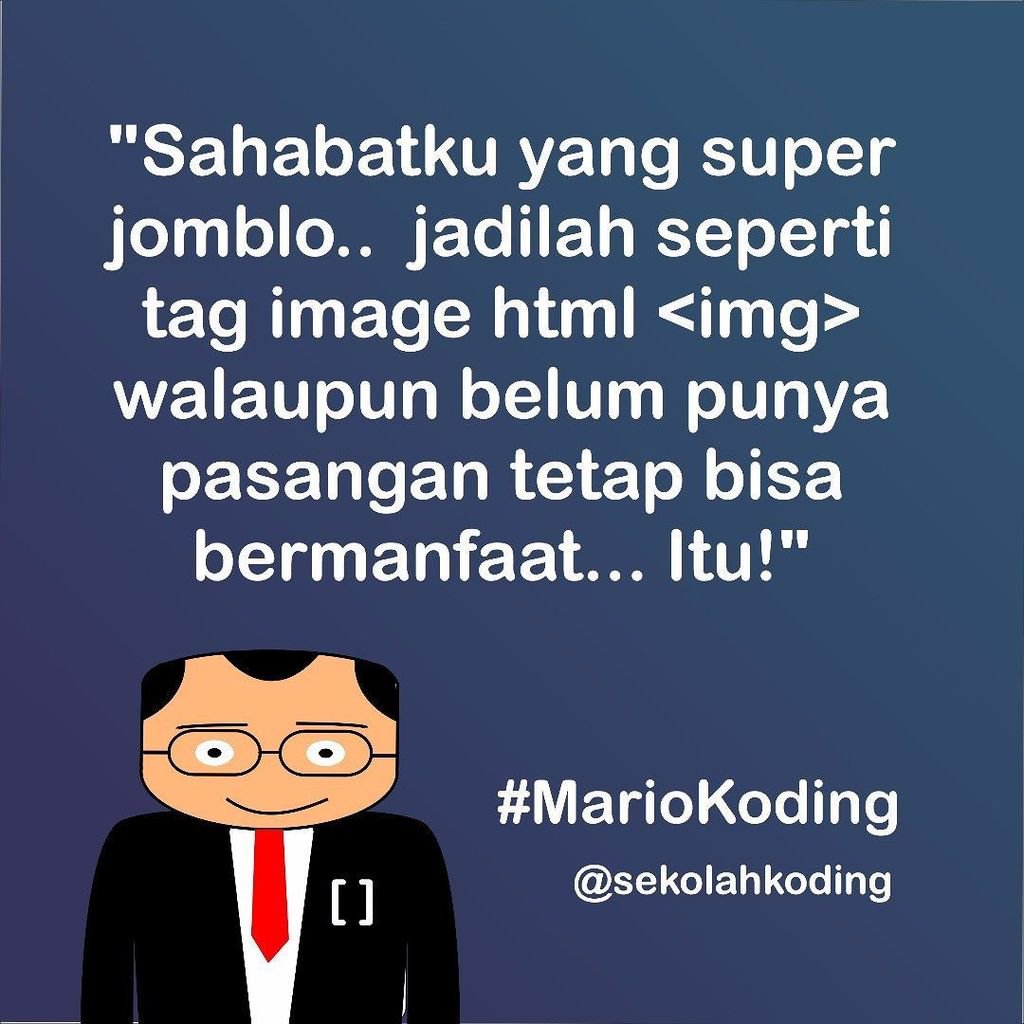 "Sahabatku yang super
jomblo..  jadilah seperti
tag image html <img>
walaupun belum punya
pasangan tetap bisa
bermanfaat... Itu!"
#MarioKoding
@sekolahkoding
[ ]